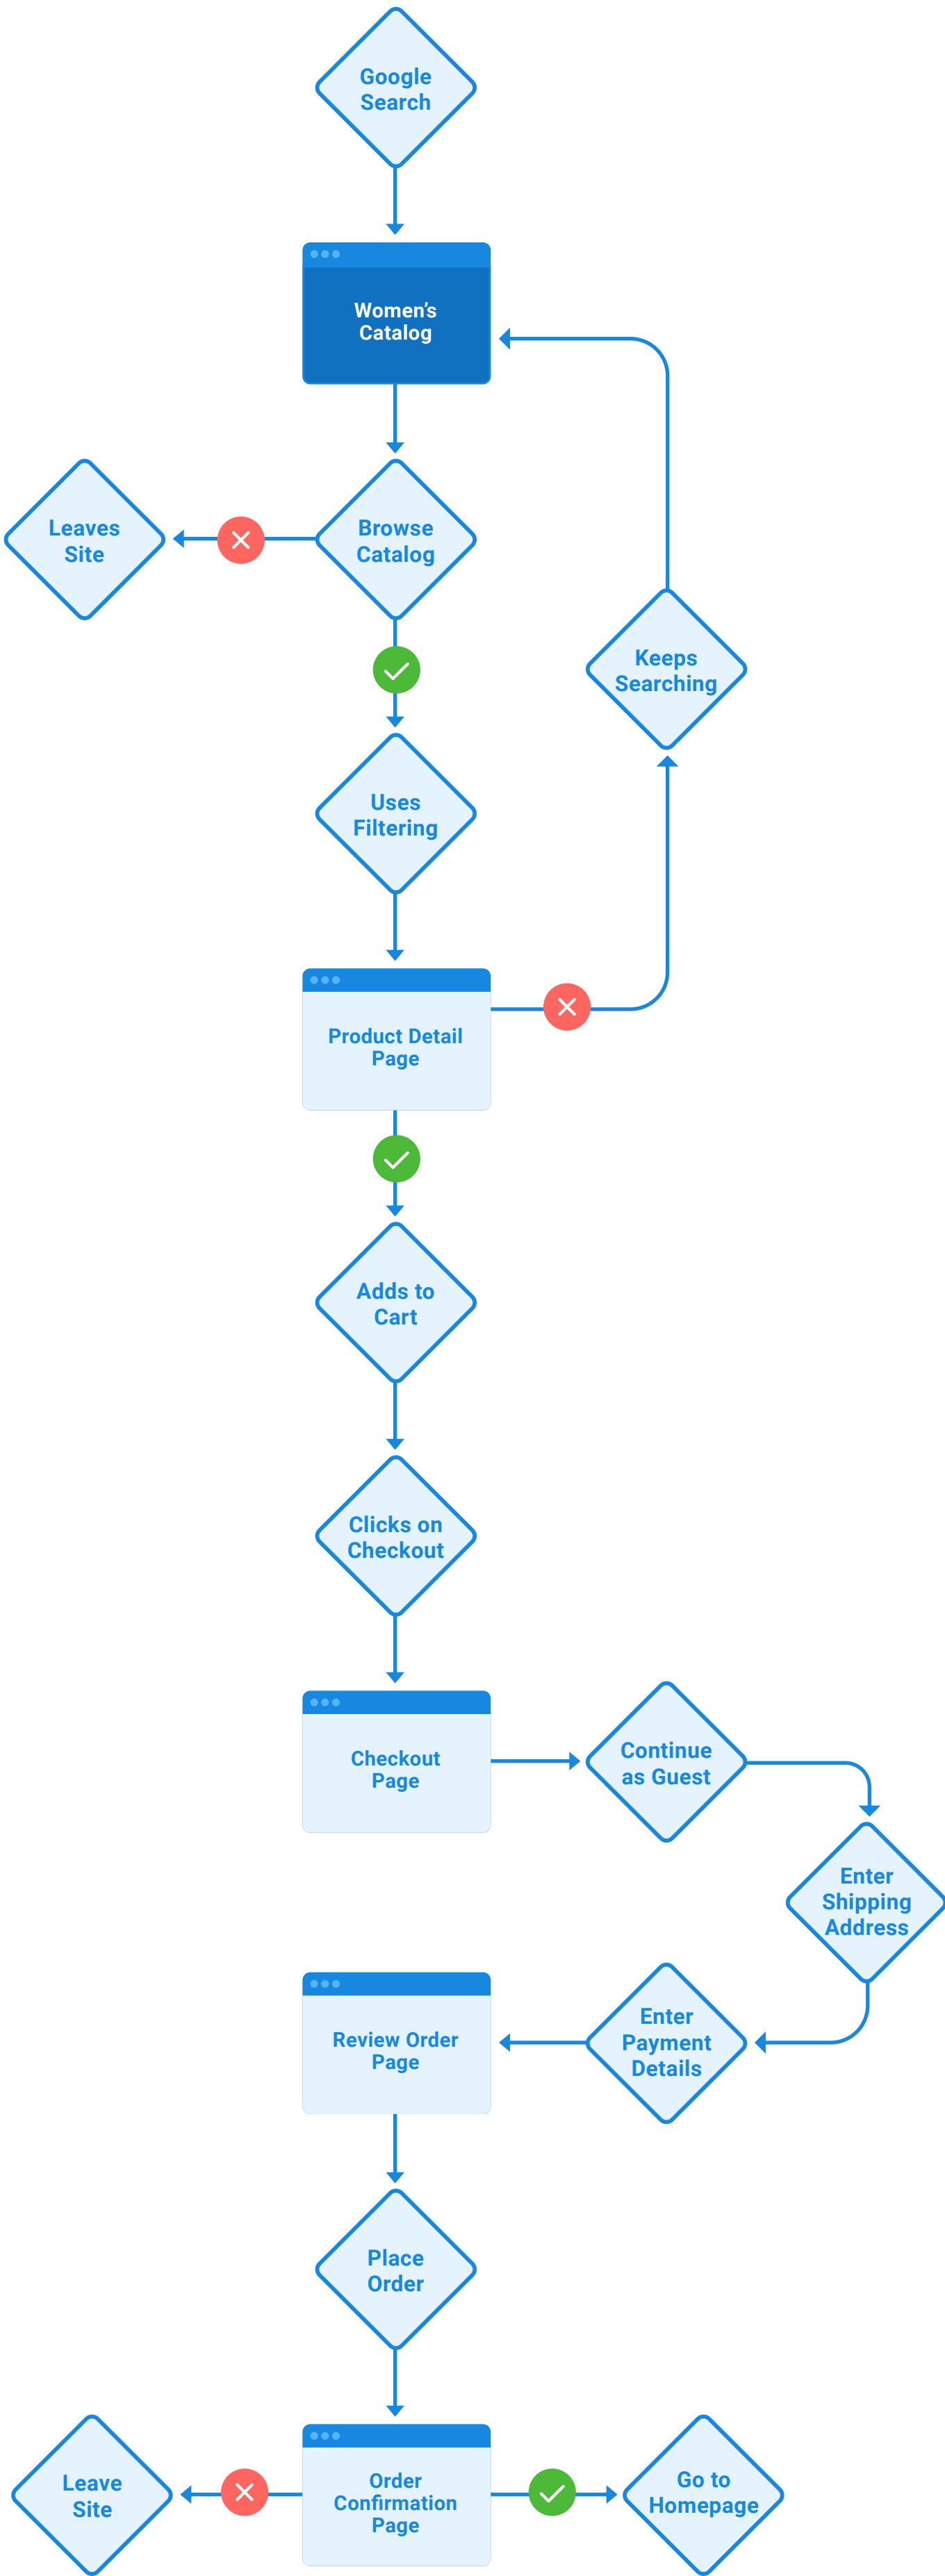 Google
Search
Women’s
Catalog
Leaves
Site
Browse
Catalog
Keeps
Searching
Uses
Filtering
Product Detail
Page
Adds to
Cart
Clicks on
Checkout
Checkout
Page
Continue
as Guest
Enter
Shipping
Address
Enter
Payment
Details
Review Order
Page
Place
Order
Leave
Site
Order
Confirmation
Page
Go to
Homepage